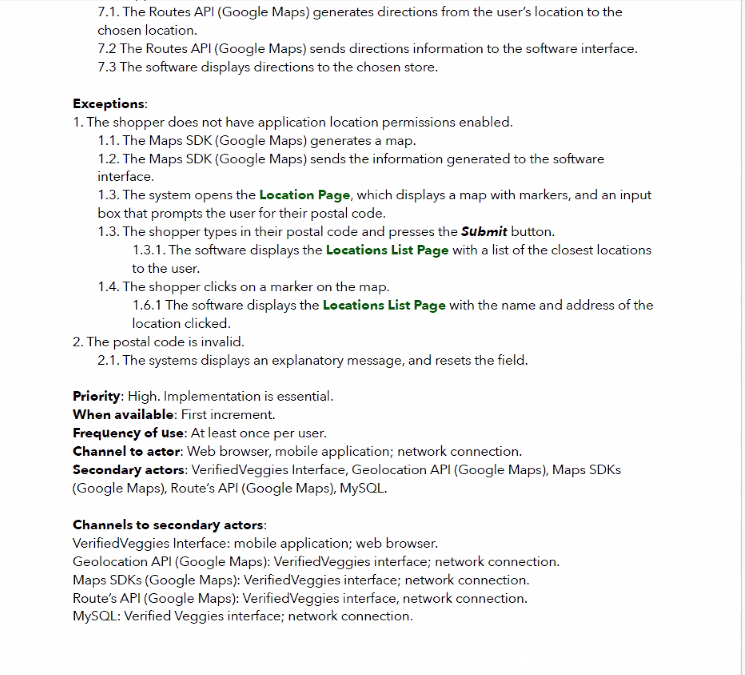 7.1. The Routes API (Google Maps) generates directions from the user's location to the
chosen location.
7.2 The Routes API (Google Maps) sends directions information to the software interface.
7.3 The software displays directions to the chosen store.
Exceptions:
1. The shopper does not have application location permissions enabled.
1.1. The Maps SDK (Google Maps) generates a map.
1.2. The Maps SDK (Google Maps) sends the information generated to the software
interface.
1.3. The system opens the Location Page, which displays a map with markers, and an input
box that prompts the user for their postal code.
1.3. The shopper types in their postal code and presses the Submit button.
1.3.1. The software displays the Locations List Page with a list of the closest locations
to the user.
1.4. The shopper clicks on a marker on the map.
1.6.1 The software displays the Locations List Page with the name and address of the
location clicked.
2. The postal code is invalid.
2.1. The systems displays an explanatory message, and resets the field.
Priority: High. Implementation is essential.
When available: First increment.
Frequency of use: At least once per user.
Channel to actor: Web browser, mobile application; network connection.
Secondary actors: VerifiedVeggies Interface, Geolocation API (Google Maps), Maps SDKs
(Google Maps), Route's API (Google Maps), MySQL.
Channels to secondary actors:
VerifiedVeggies Interface: mobile application; web browser.
Geolocation API (Google Maps): VerifiedVeggies interface; network connection.
Maps SDKs (Google Maps): VerifiedVeggies interface; network connection.
Route's API (Google Maps): VerifiedVeggies interface, network connection.
MySQL: Verified Veggies interface; network connection.